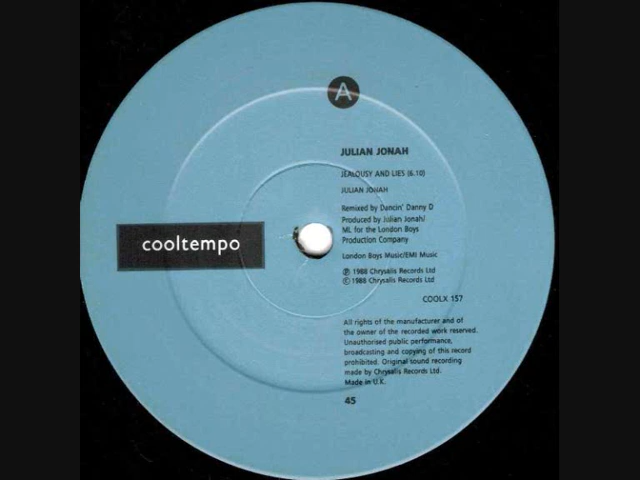 A
JULIAN JONAH
JEALOUSY AND LIES (6.10)
JULIAN JONAH
Remixed by Dancin' Danny D
Produced by Julian Jonah/
ML for the London Boys
Production Company
London Boys Music/EMI Music
℗ 1988 Chrysalis Records Ltd
© 1988 Chrysalis Records Ltd
COOLX 157
cooltempo
All rights of the manufacturer and of
the owner of the recorded work reserved.
Unauthorised public performance,
broadcasting and copying of this record
prohibited. Original sound recording
made by Chrysalis Records Ltd.
Made in U.K.
45